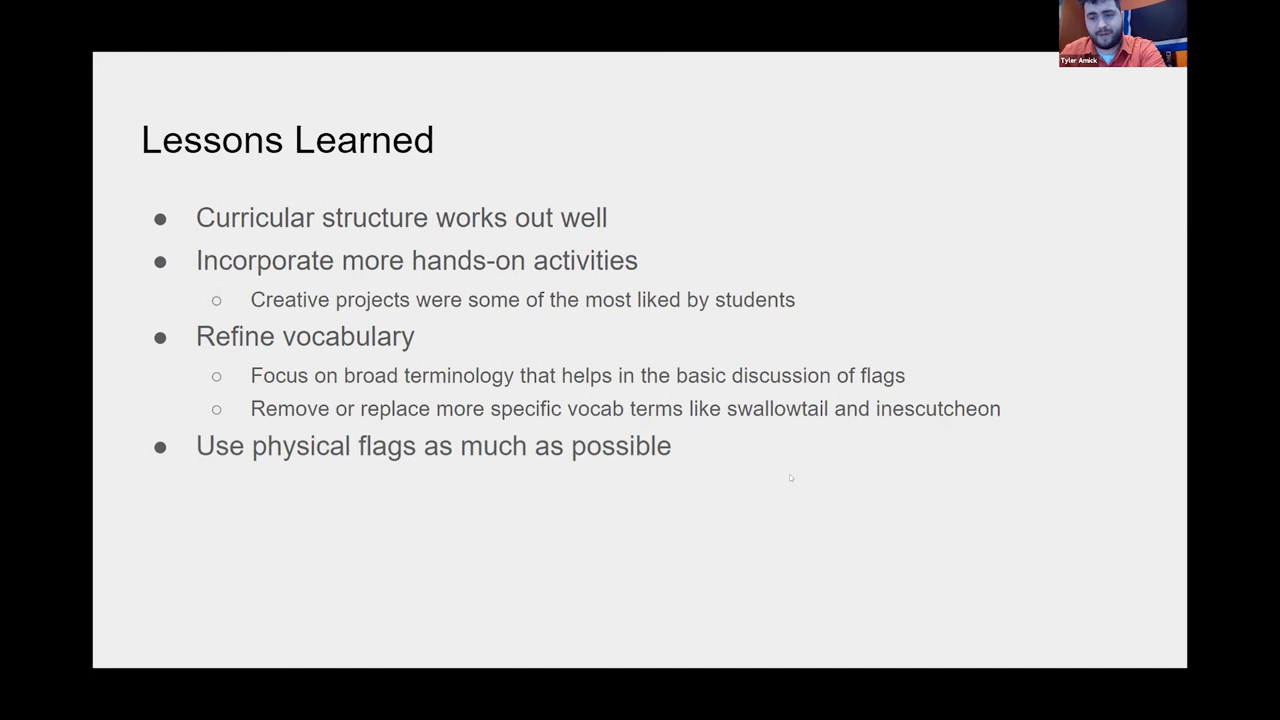 Tyler Amick
Lessons Learned
● Curricular structure works out well
● Incorporate more hands-on activities
○ Creative projects were some of the most liked by students
● Refine vocabulary
○ Focus on broad terminology that helps in the basic discussion of flags
○ Remove or replace more specific vocab terms like swallowtail and inescutcheon
● Use physical flags as much as possible